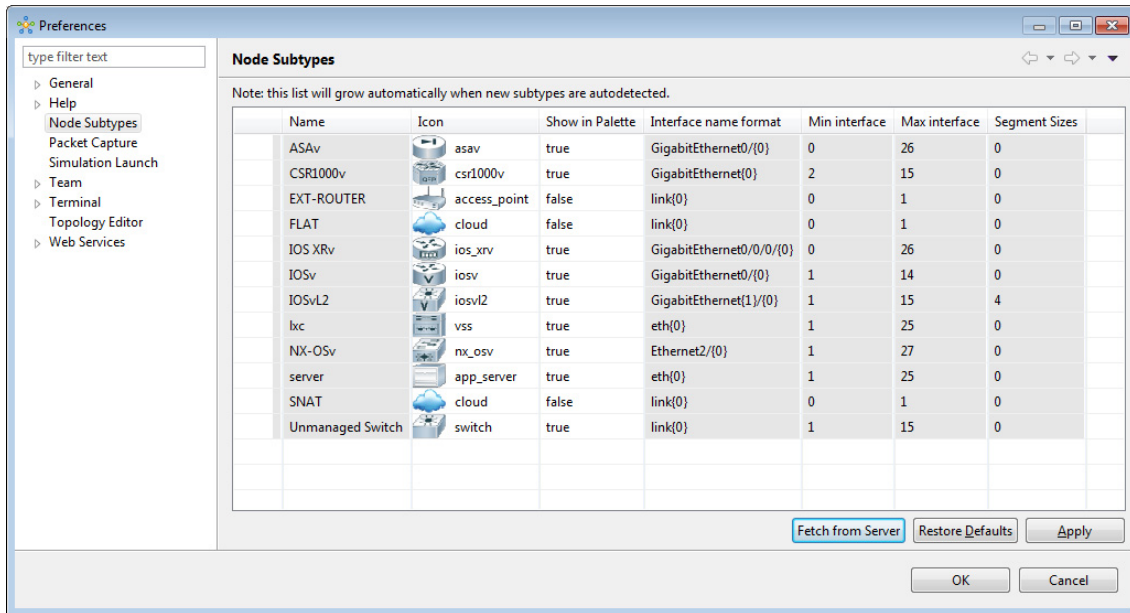 Preferences
type filter text
General
Help
Node Subtypes
Packet Capture
Simulation Launch
Team
Terminal
Topology Editor
Web Services
Node Subtypes
Note: this list will grow automatically when new subtypes are autodetected.
Name Icon Show in Palette Interface name format Min interface Max interface Segment Sizes
ASAv asav true GigabitEthernet0/{0} 0 26 0
CSR1000v csr1000v true GigabitEthernet{0} 2 15 0
EXT-ROUTER access_point false link{0} 0 1 0
FLAT cloud false link{0} 0 1 0
IOS XRv ios_xrv true GigabitEthernet0/0/0/{0} 0 26 0
IOSv iosv true GigabitEthernet0/{0} 1 14 0
IOSvL2 iosvl2 true GigabitEthernet{1}/{0} 1 15 4
lxc vss true eth{0} 1 25 0
NX-OSv nx_osv true Ethernet2/{0} 1 27 0
server app_server true eth{0} 1 25 0
SNAT cloud false link{0} 0 1 0
Unmanaged Switch switch true link{0} 1 15 0
Fetch from Server Restore Defaults Apply
OK Cancel